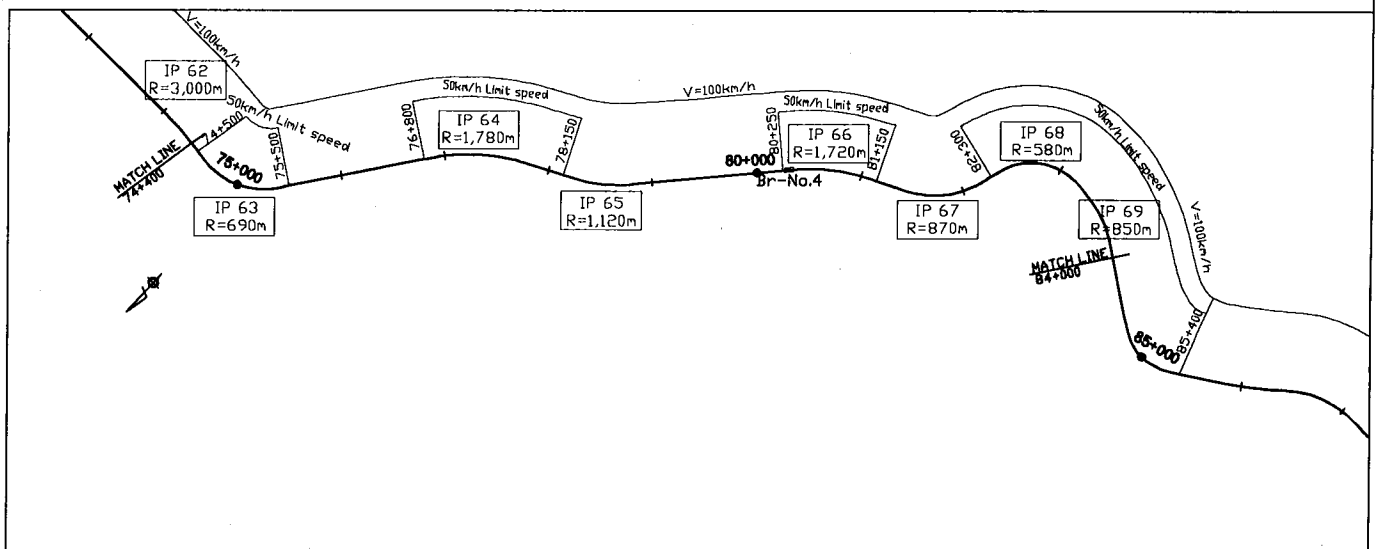 V=100km/h
IP 62
R=3,000m
50km/h Limit speed
74+500
75+500
MATCH LINE
74+400
75+000
IP 63
R=690m
76+800
50km/h Limit speed
IP 64
R=1,780m
78+150
IP 65
R=1,120m
V=100km/h
50km/h Limit speed
80+250
80+000
Br-No.4
IP 66
R=1,720m
81+150
IP 67
R=870m
82+300
IP 68
R=580m
50km/h Limit speed
IP 69
R=850m
V=100km/h
MATCH LINE
84+000
85+000
85+400